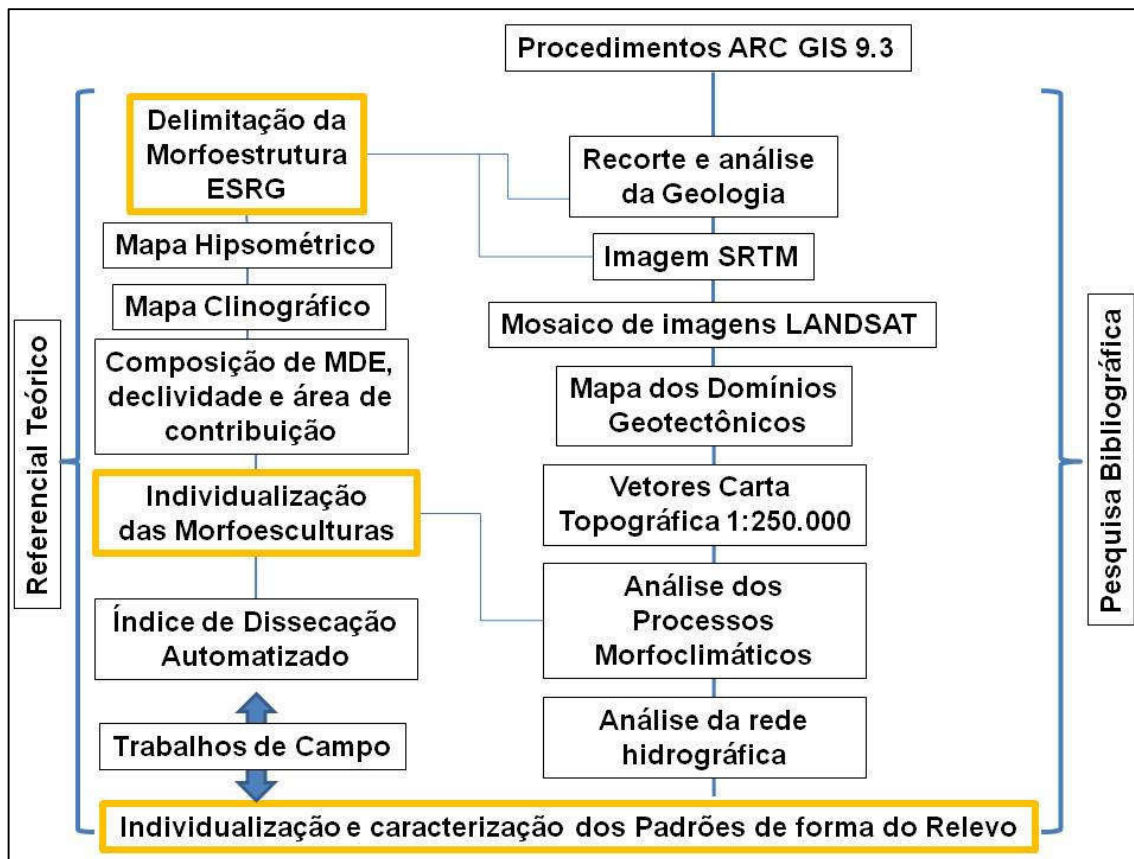 Procedimentos ARC GIS 9.3
Delimitação da
Morfoestrutura
ESRG
Mapa Hipsométrico
Mapa Clinográfico
Composição de MDE,
declividade e área de
contribuição
Individualização
das Morfoesculturas
Índice de Dissecação
Automatizado
Trabalhos de Campo
Recorte e análise
da Geologia
Imagem SRTM
Mosaico de imagens LANDSAT
Mapa dos Domínios
Geotectônicos
Vetores Carta
Topográfica 1:250.000
Análise dos
Processos
Morfoclimáticos
Análise da rede
hidrográfica
Individualização e caracterização dos Padrões de forma do Relevo
Referencial Teórico
Pesquisa Bibliográfica